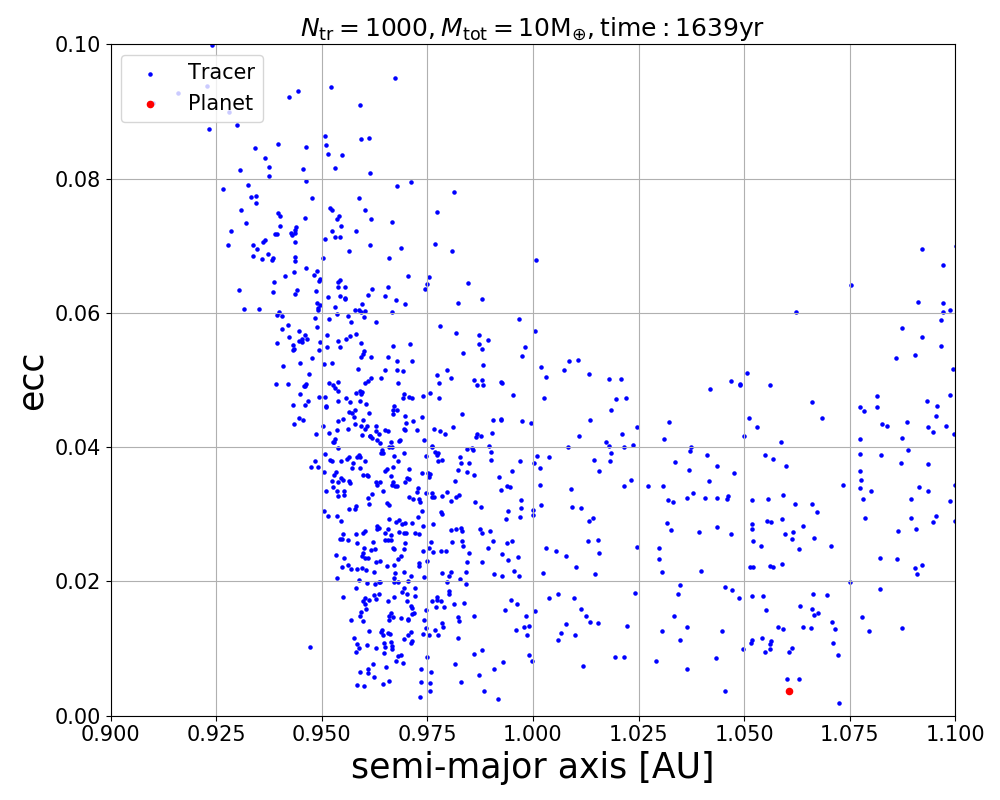 N_tr = 1000, M_tot = 10M_⊕, time : 1639yr
Tracer
Planet
0.10
0.08
0.06
0.04
0.02
0.00
ecc
0.900 0.925 0.950 0.975 1.000 1.025 1.050 1.075 1.100
semi-major axis [AU]